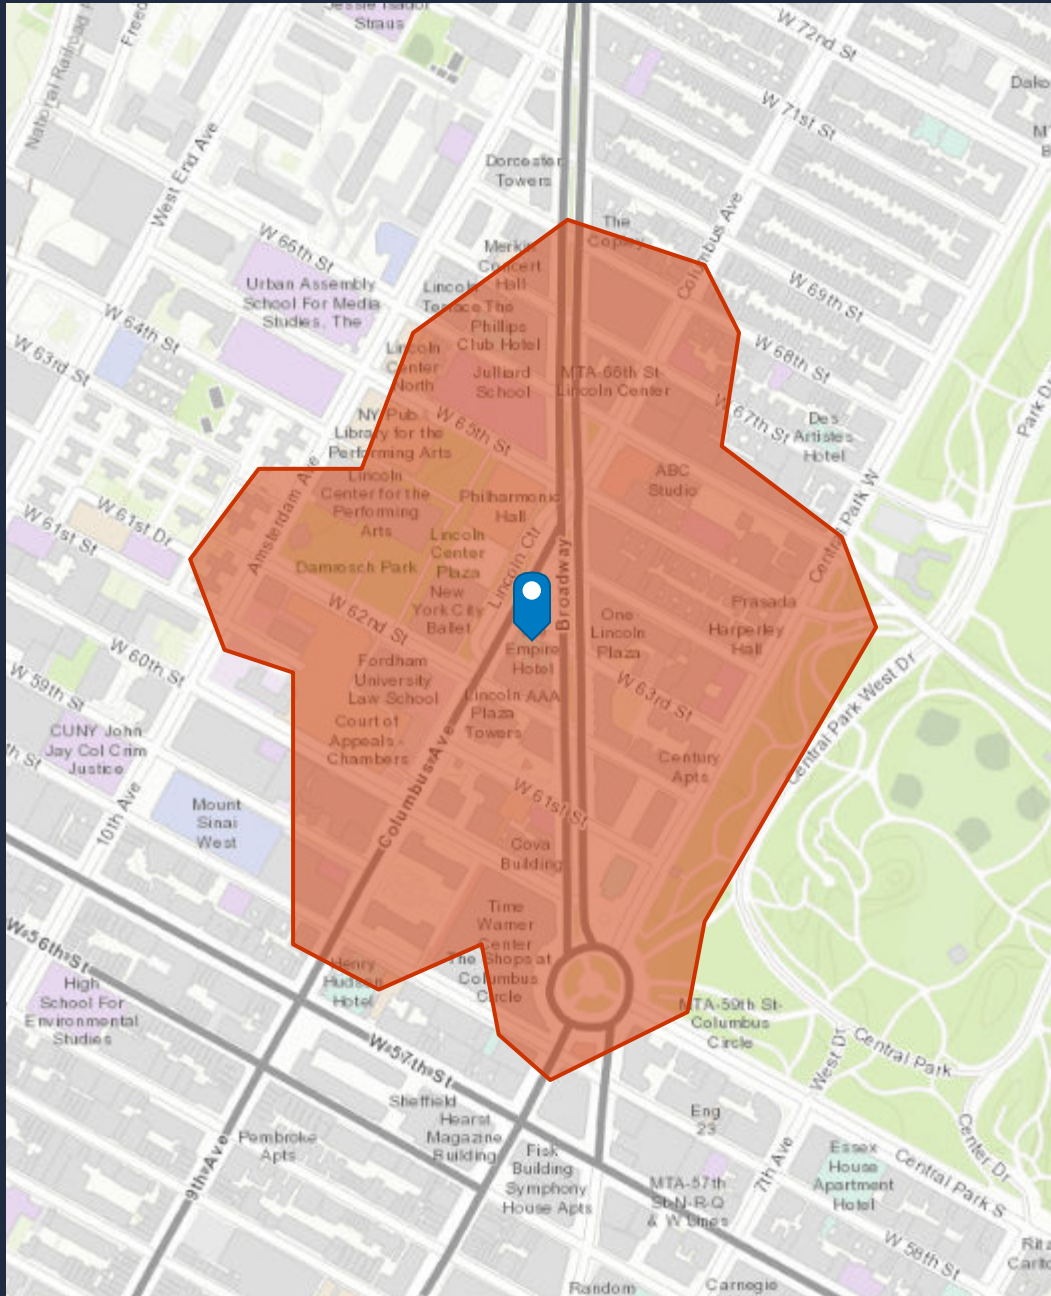 Jessie Isador
Straus
W 72nd St
National Railroad
West End Ave
W 71st St
Dorcester
Towers
The
Copley
Columbus Ave
Merkin
Concert
Hall
W 66th St
Urban Assembly
School For Media
Studies, The
Lincoln
Terrace The
Phillips
Club Hotel
W 69th St
W 64th St
W 63rd St
Lincoln
Center
North
Julliard
School
MTA-66th St-
Lincoln Center
W 68th St
W 67th St
Park Dr
NY Pub
Library for the
Performing Arts
W 65th St
Des
Artistes
Hotel
Lincoln
Center for the
Performing
Arts
Philharmonic
Hall
ABC
Studio
Amsterdam Ave
W 61st Dr
W 61st St
Lincoln
Center
Plaza
Lincoln Ctr
Broadway
Central Park W
Damrosch Park
New
York City
Ballet
W 62nd St
Prasada
Harperley
Hall
One
Lincoln
Plaza
Empire
Hotel
W 60th St
W 59th St
Fordham
University
Law School
Lincoln AAA
Plaza
Towers
W 63rd St
Central Park West Dr
Court of
Appeals -
Chambers
CUNY John
Jay Col Crim
Justice
Columbus Ave
Century
Apts
W 61st St
10th Ave
Mount
Sinai
West
Cova
Building
Time
Warner
Center
The Shops at
Columbus
Circle
W 56th St
High
School For
Environmental
Studies
Henry
Hudson
Hotel
MTA-59th St-
Columbus
Circle
W 57th St
West Dr
Central Park
Sheffield
Hearst
Magazine
Building
Eng
23
Center Dr
Pembroke
Apts
9th Ave
Fisk
Building
Symphony
House Apts
7th Ave
Essex
House
Apartment
Hotel
Central Park S
MTA-57th
St-N-R-Q
& W Lines
W 58th St
Random
Carnegie